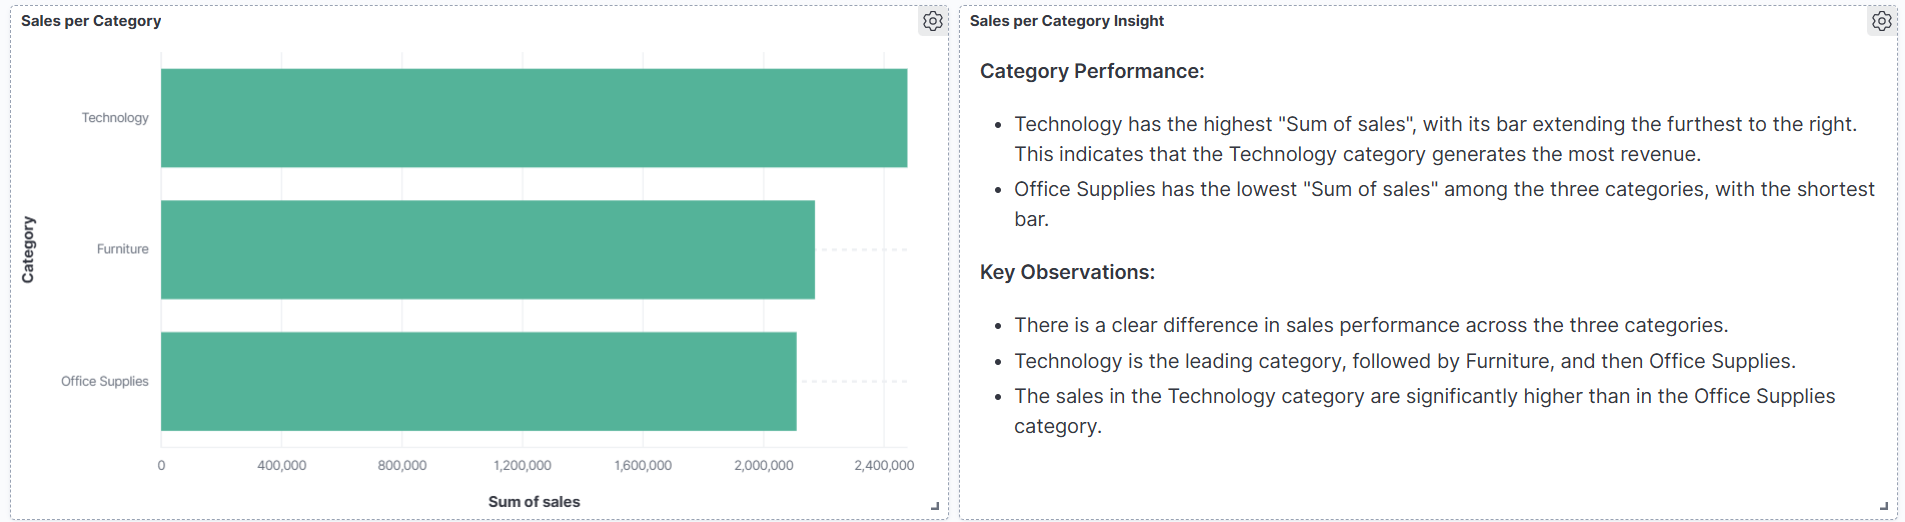 Sales per Category
Technology
Furniture
Office Supplies
Category
0 400,000 800,000 1,200,000 1,600,000 2,000,000 2,400,000
Sum of sales
Sales per Category Insight
Category Performance:
• Technology has the highest "Sum of sales", with its bar extending the furthest to the right.
This indicates that the Technology category generates the most revenue.
• Office Supplies has the lowest "Sum of sales" among the three categories, with the shortest
bar.
Key Observations:
• There is a clear difference in sales performance across the three categories.
• Technology is the leading category, followed by Furniture, and then Office Supplies.
• The sales in the Technology category are significantly higher than in the Office Supplies
category.